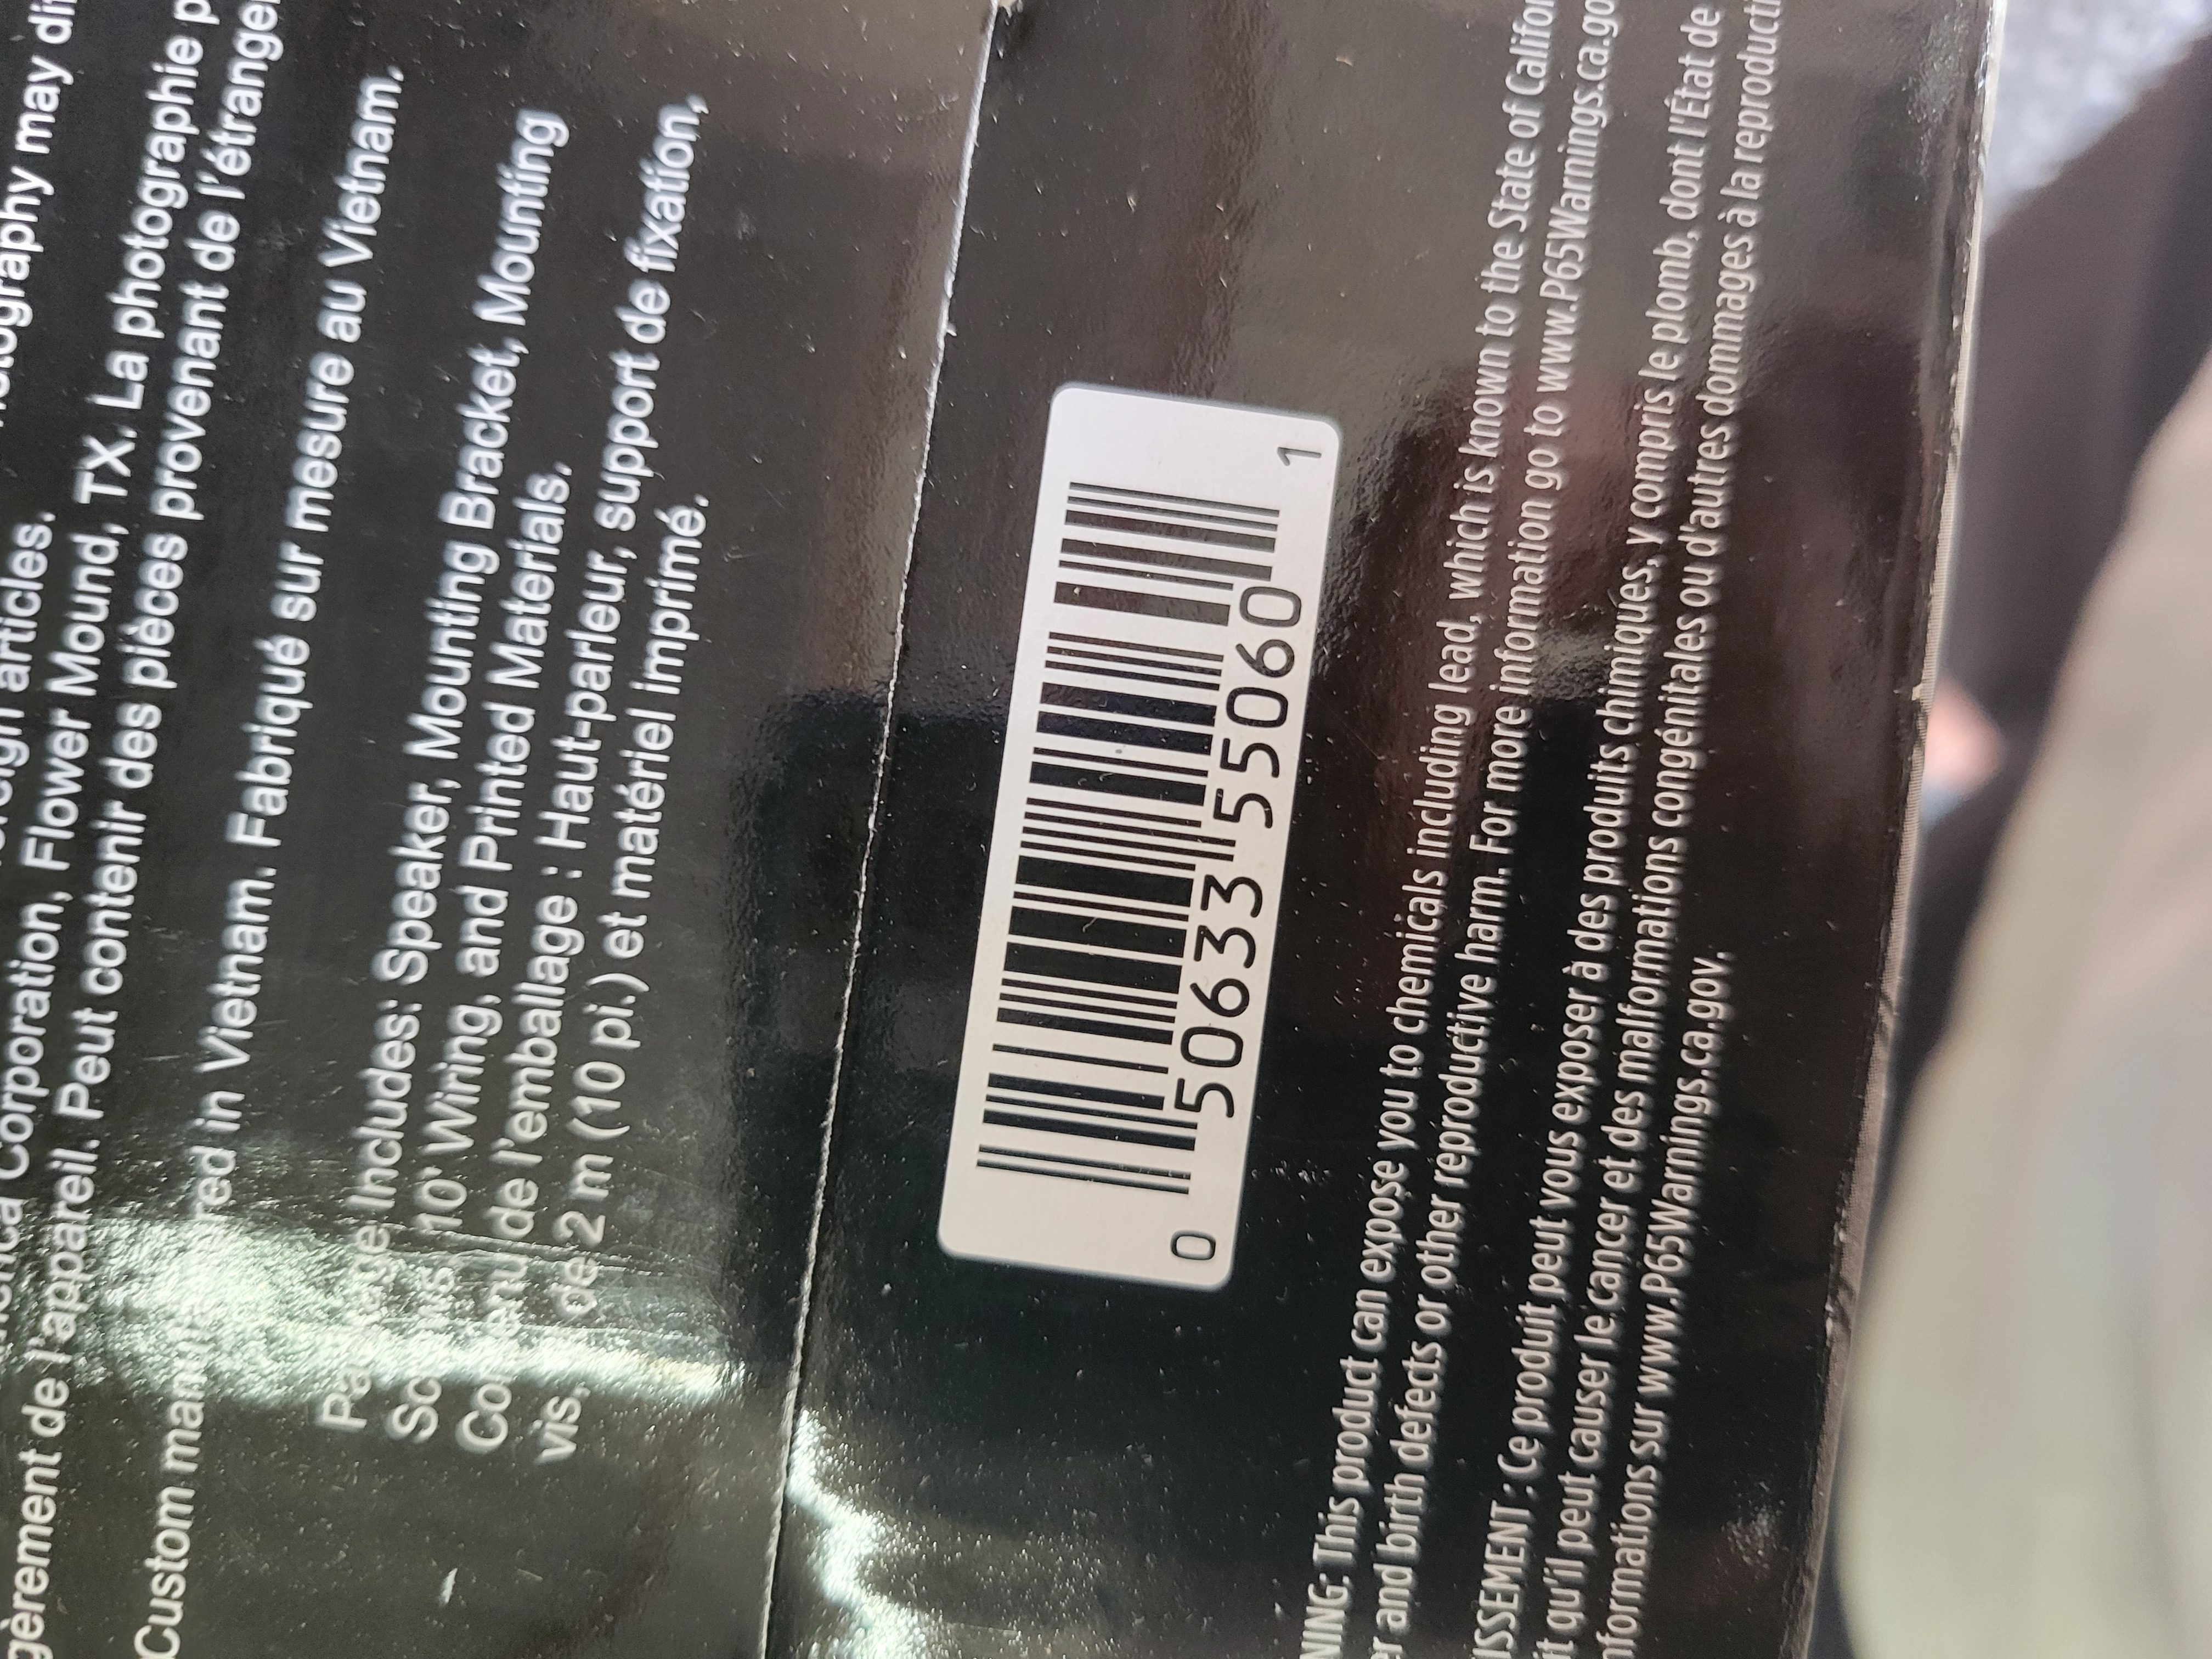 tography may dif
oreign articles.
erica Corporation, Flower Mound, TX. La photographie p
gèrement de l'appareil. Peut contenir des pièces provenant de l'étranger
Custom manufactured in Vietnam. Fabriqué sur mesure au Vietnam.
Package Includes: Speaker, Mounting Bracket, Mounting
Screws, 10' Wiring, and Printed Materials.
Contenu de l'emballage : Haut-parleur, support de fixation,
vis, de 2 m (10 pi.) et matériel imprimé.
0 50633 55060 1
NING: This product can expose you to chemicals including lead, which is known to the State of Califor
er and birth defects or other reproductive harm. For more information go to www.P65Warnings.ca.go
ISSEMENT : Ce produit peut vous exposer à des produits chimiques, y compris le plomb, dont l'État de
it qu'il peut causer le cancer et des malformations congénitales ou d'autres dommages à la reproducti
nformations sur www.P65Warnings.ca.gov.